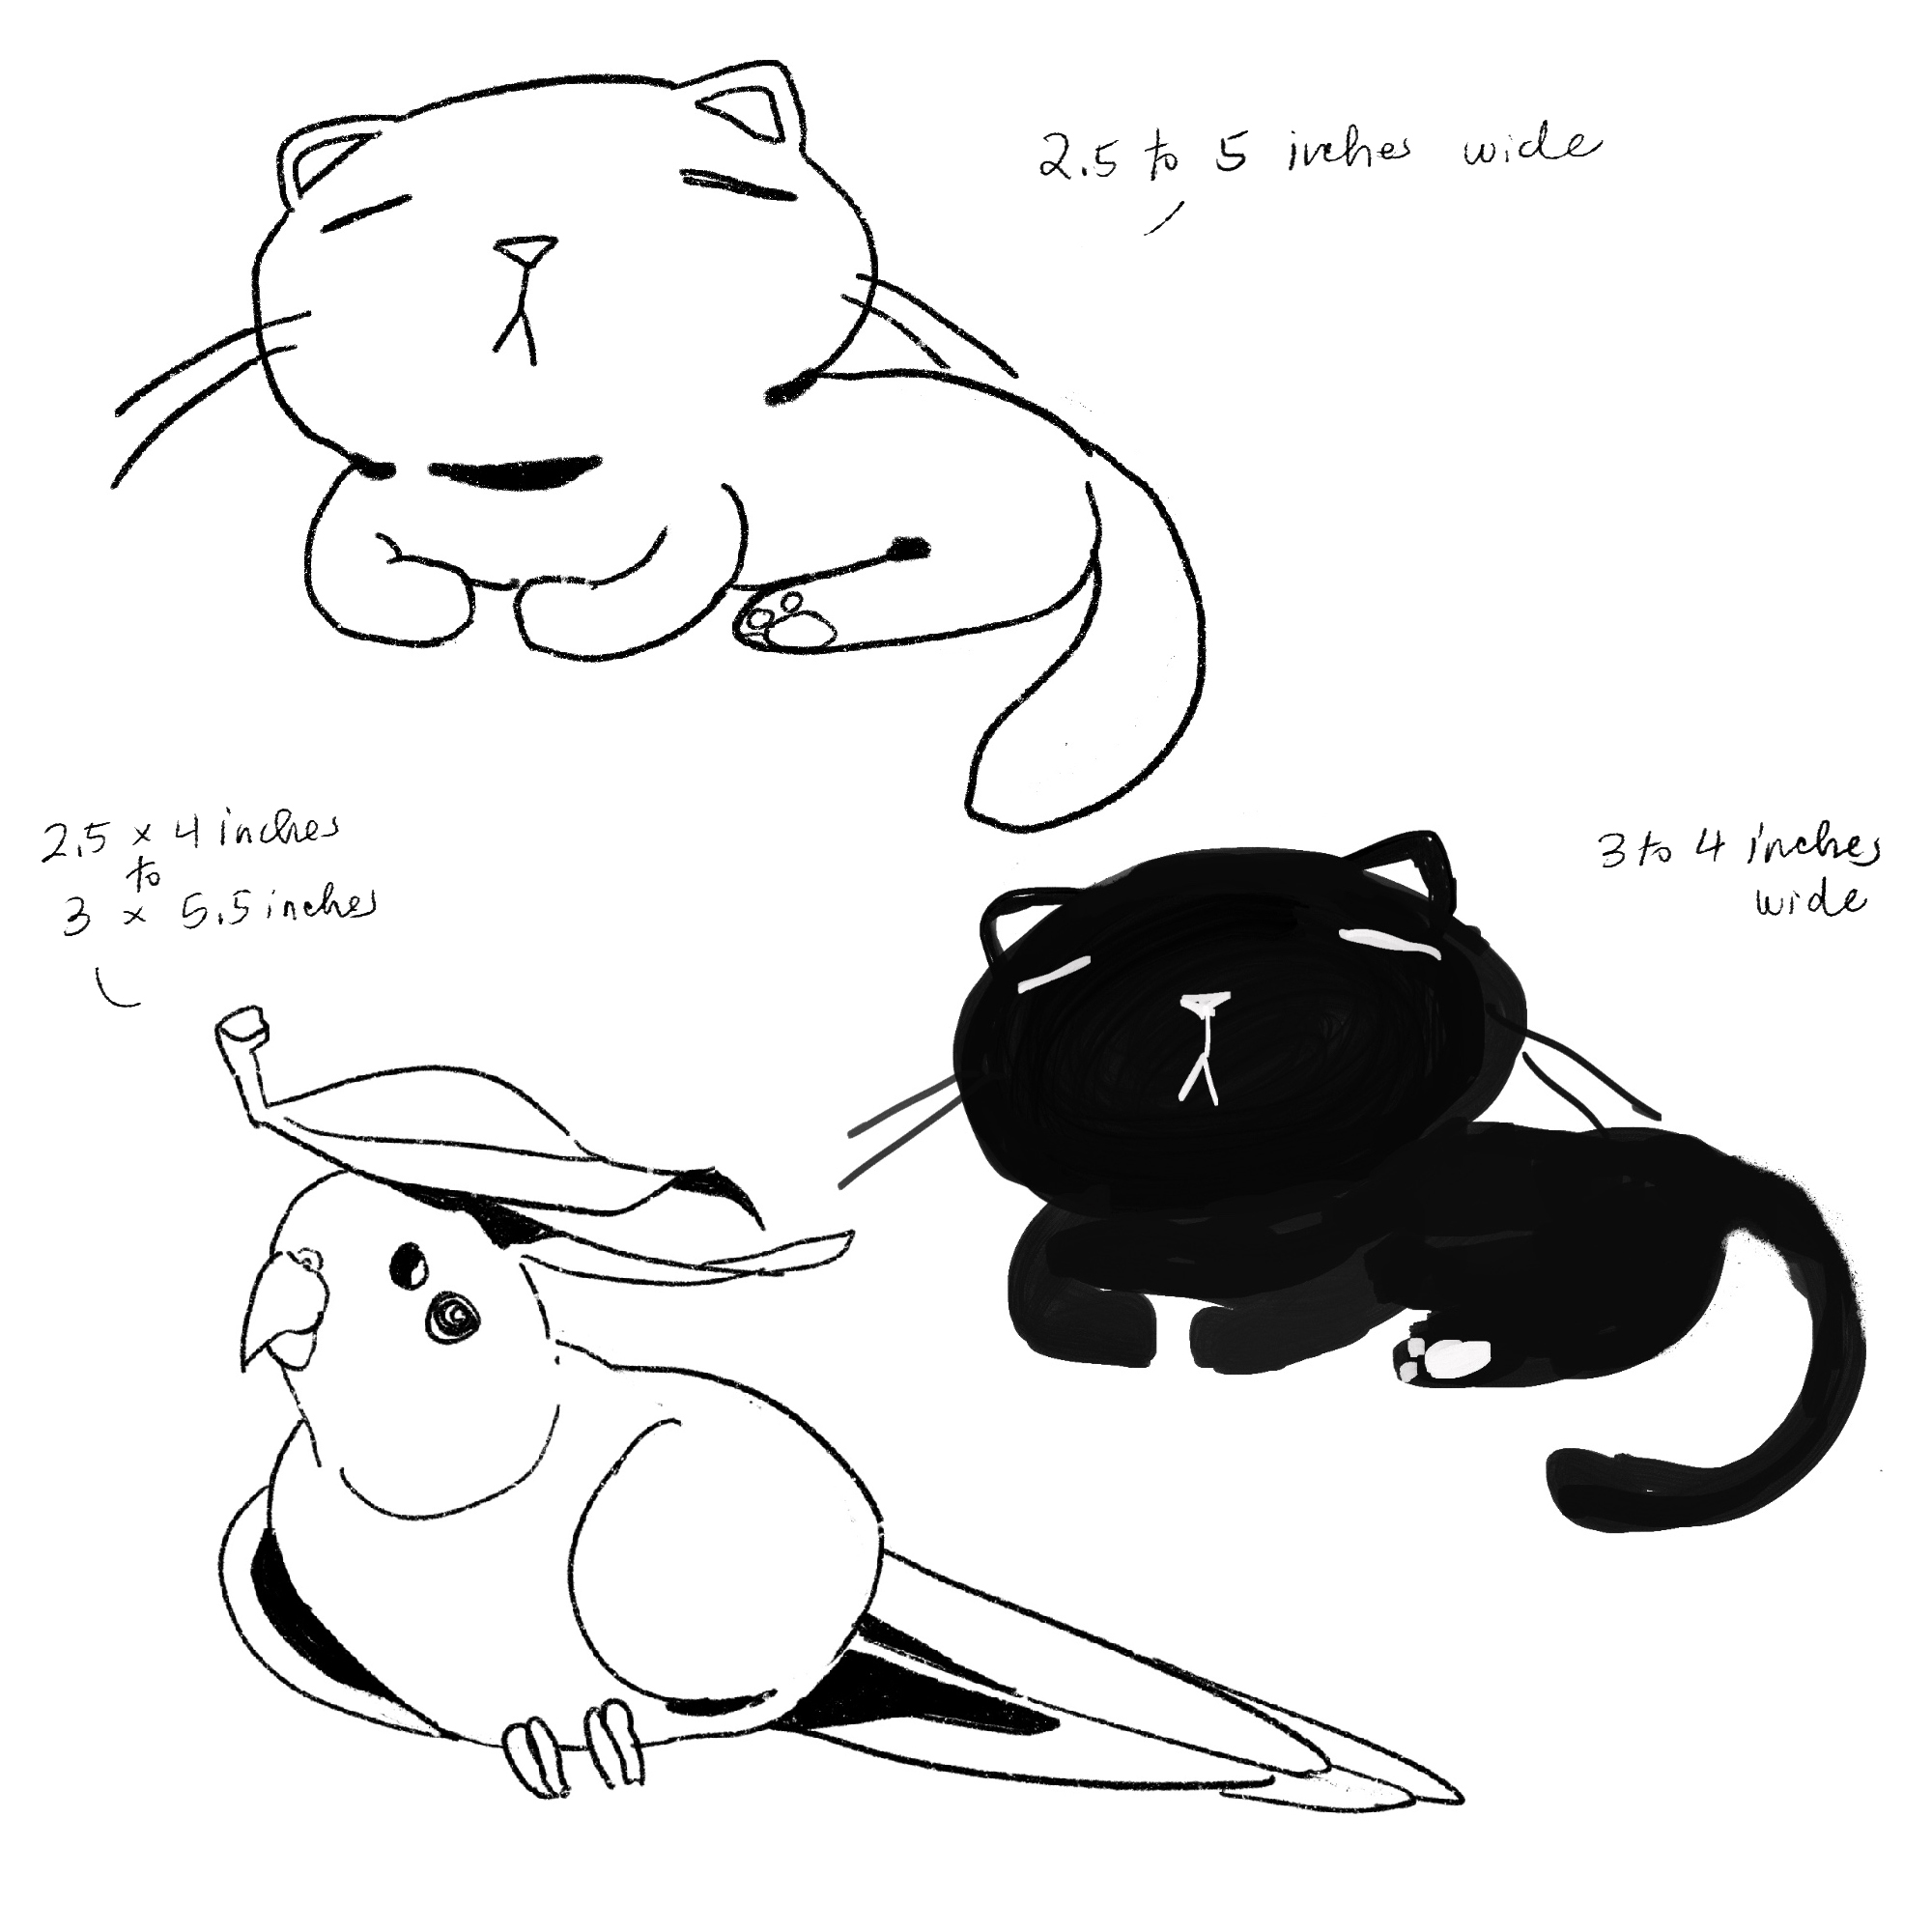 2.5 to 5 inches wide
2.5 x 4 inches
to
3 x 5.5 inches
3 to 4 inches
wide